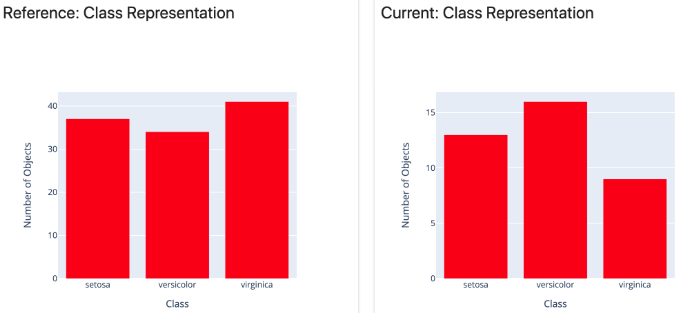 Reference: Class Representation
40
30
20
10
0
Number of Objects
setosa
versicolor
virginica
Class
Current: Class Representation
15
10
5
0
Number of Objects
setosa
versicolor
virginica
Class